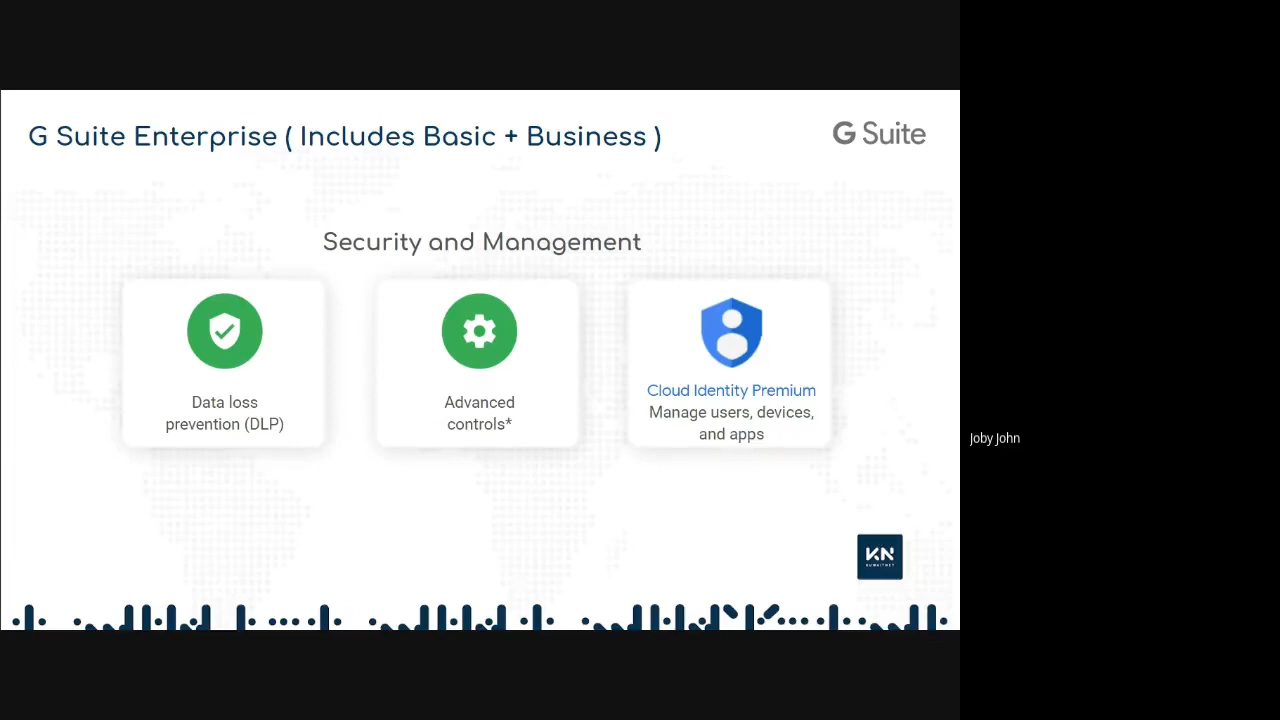 G Suite Enterprise ( Includes Basic + Business )
G Suite
Security and Management
Data loss
prevention (DLP)
Advanced
controls*
Cloud Identity Premium
Manage users, devices,
and apps
Joby John
KN
KUWAITNET